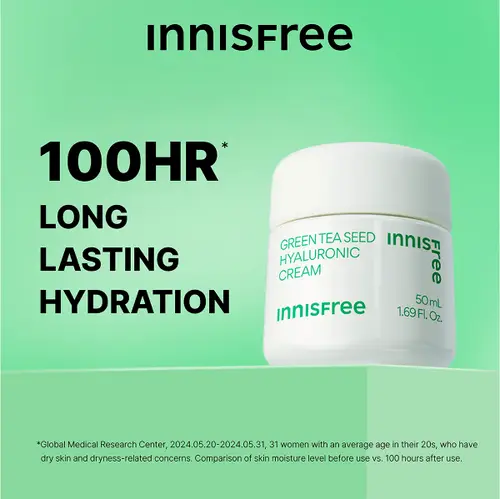 innisfree
100HR*
LONG
LASTING
HYDRATION
GREEN TEA SEED
HYALURONIC
CREAM
innisfree
innisfree
50 mL
1.69 Fl. Oz.
*Global Medical Research Center, 2024.05.20-2024.05.31, 31 women with an average age in their 20s, who have
dry skin and dryness-related concerns. Comparison of skin moisture level before use vs. 100 hours after use.